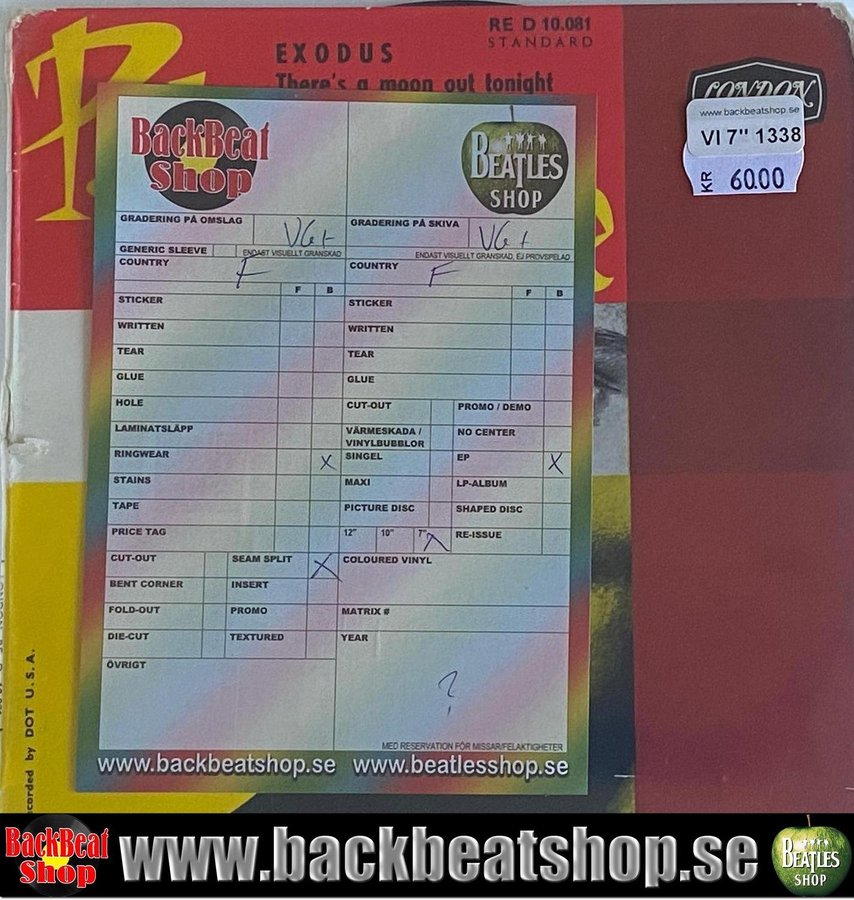 RE D 10.081
STANDARD
EXODUS
There's a moon out tonight
LONDON
www.backbeatshop.se
VI 7" 1338
KR 60.00
BackBeat
Shop
BEATLES
SHOP
GRADERING PÅ OMSLAG VG+
GRADERING PÅ SKIVA VG+
GENERIC SLEEVE ENDAST VISUELLT GRANSKAD
ENDAST VISUELLT GRANSKAD, EJ PROVSPELAD
COUNTRY F
COUNTRY F
F B
F B
STICKER
STICKER
WRITTEN
WRITTEN
TEAR
TEAR
GLUE
GLUE
HOLE
CUT-OUT PROMO / DEMO
LAMINATSLÄPP
VÄRMESKADA /
VINYLBUBBLOR
NO CENTER
RINGWEAR X
SINGEL EP X
STAINS
MAXI LP-ALBUM
TAPE
PICTURE DISC SHAPED DISC
PRICE TAG
12" 10" 7" X RE-ISSUE
CUT-OUT SEAM SPLIT X
COLOURED VINYL
BENT CORNER INSERT
FOLD-OUT PROMO
MATRIX #
DIE-CUT TEXTURED
YEAR
ÖVRIGT
?
MED RESERVATION FÖR MISSAR/FELAKTIGHETER
www.backbeatshop.se www.beatlesshop.se
corded by DOT U.S.A.
BackBeat
Shop
www.backbeatshop.se
BEATLES
SHOP